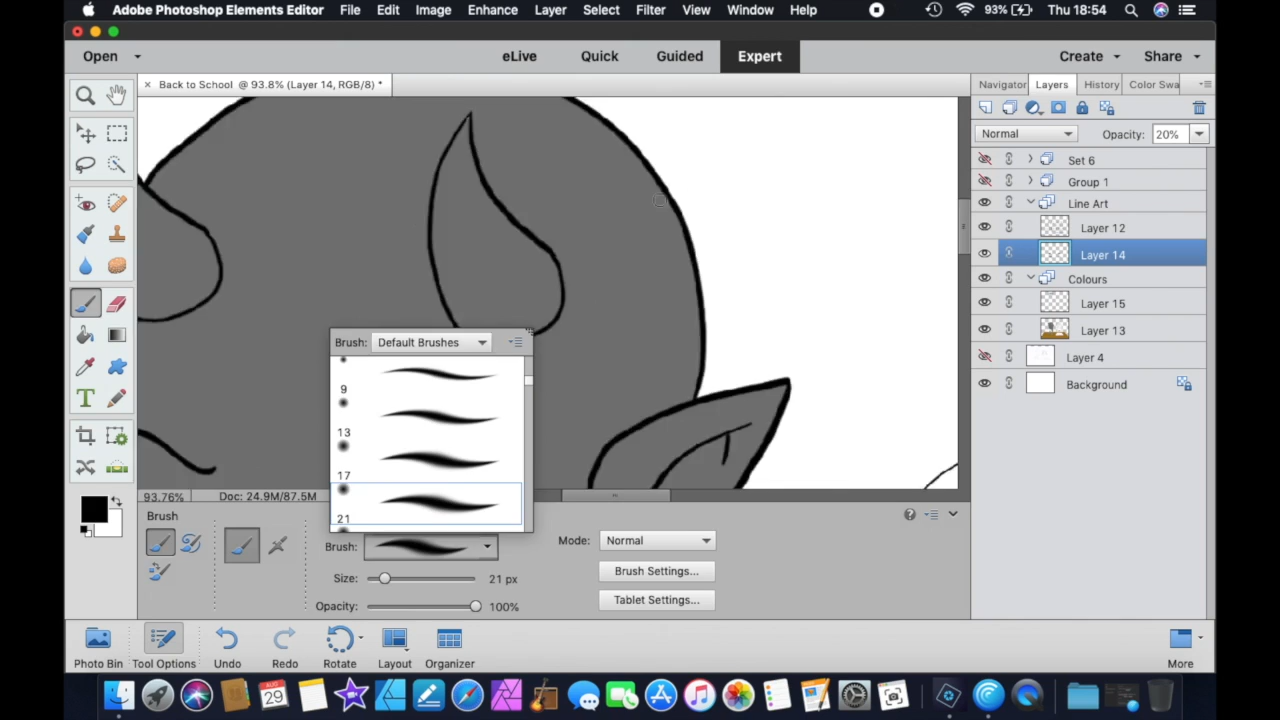 Adobe Photoshop Elements Editor File Edit Image Enhance Layer Select Filter View Window Help 93% Thu 18:54
Open eLive Quick Guided Expert Create Share
× Back to School @ 93.8% (Layer 14, RGB/8) * Navigator Layers History Color Swa
Normal Opacity: 20%
Set 6
Group 1
Line Art
Layer 12
Layer 14
Colours
Layer 15
Layer 13
Layer 4
Background
Brush: Default Brushes
9
13
17
21
93.76% Doc: 24.9M/87.5M
Brush
Brush: Mode: Normal
Size: 21 px Brush Settings...
Opacity: 100% Tablet Settings...
Photo Bin Tool Options Undo Redo Rotate Layout Organizer More
AUG
29